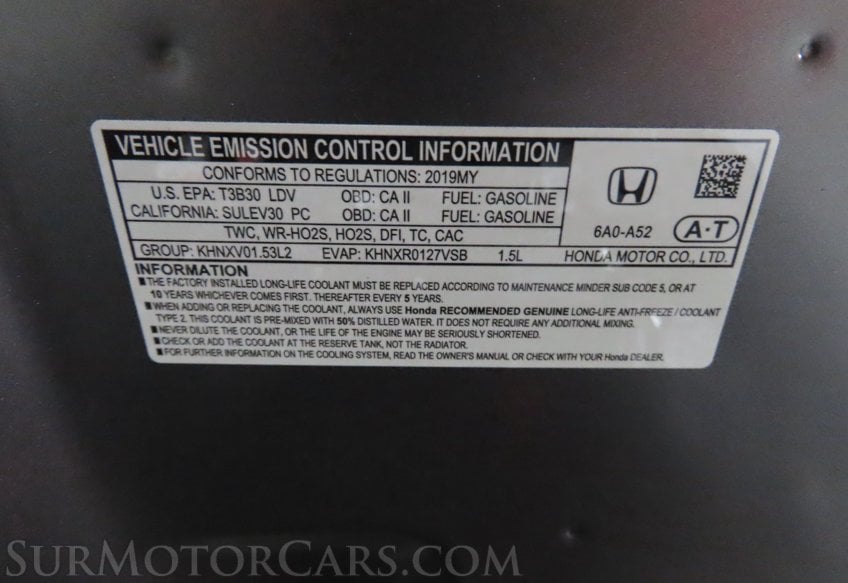 VEHICLE EMISSION CONTROL INFORMATION
CONFORMS TO REGULATIONS: 2019MY
U.S. EPA: T3B30 LDV OBD: CA II FUEL: GASOLINE
CALIFORNIA: SULEV30 PC OBD: CA II FUEL: GASOLINE
TWC, WR-HO2S, HO2S, DFI, TC, CAC
GROUP: KHNXV01.53L2 EVAP: KHNXR0127VSB 1.5L
6A0-A52 A·T
HONDA MOTOR CO., LTD.
INFORMATION
■THE FACTORY INSTALLED LONG-LIFE COOLANT MUST BE REPLACED ACCORDING TO MAINTENANCE MINDER SUB CODE 5, OR AT
10 YEARS WHICHEVER COMES FIRST. THEREAFTER EVERY 5 YEARS.
■WHEN ADDING OR REPLACING THE COOLANT, ALWAYS USE Honda RECOMMENDED GENUINE LONG-LIFE ANTI-FREEZE / COOLANT
TYPE 2. THIS COOLANT IS PRE-MIXED WITH 50% DISTILLED WATER. IT DOES NOT REQUIRE ANY ADDITIONAL MIXING.
■NEVER DILUTE THE COOLANT, OR THE LIFE OF THE ENGINE MAY BE SERIOUSLY SHORTENED.
■CHECK OR ADD THE COOLANT AT THE RESERVE TANK, NOT THE RADIATOR.
■FOR FURTHER INFORMATION ON THE COOLING SYSTEM, READ THE OWNER'S MANUAL OR CHECK WITH YOUR Honda DEALER.
SURMOTORCARS.COM